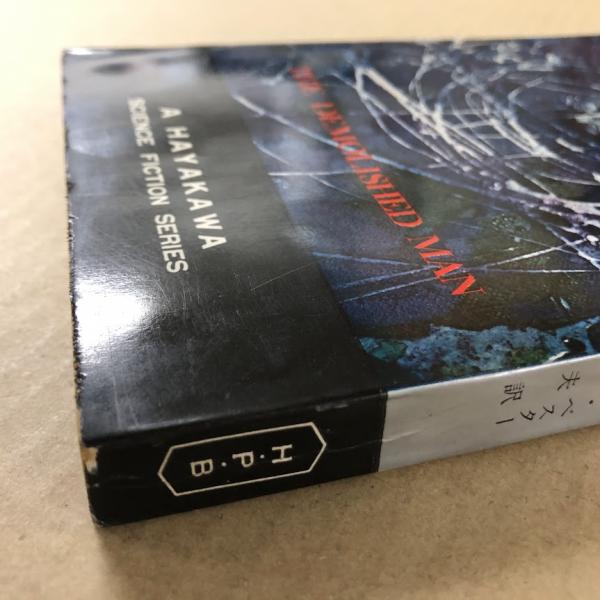 THE DEMOLISHED MAN
A HAYAKAWA
SCIENCE FICTION SERIES
・ベスター
夫訳
H・P・B